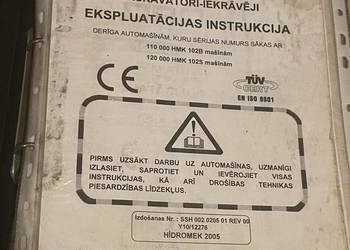 EKSPLUATĀCIJAS INSTRUKCIJA
DERĪGA AUTOMAŠĪNĀM, KURU SĒRIJAS NUMURS SĀKAS AR
110 000 HMK 102B mašīnām
120 000 HMK 102S mašīnām
CE
TÜV
CERT
EN ISO 9001
PIRMS UZSĀKT DARBU UZ AUTOMAŠĪNAS, UZMANĪGI
IZLASIET, SAPROTIET UN IEVĒROJIET VISAS
INSTRUKCIJAS, KĀ ARĪ DROŠĪBAS TEHNIKAS
PIESARDZĪBAS LĪDZEKĻUS.
Izdošanas Nr.: SSH 002 0205 01 REV 00
Y10/12276
HİDROMEK 2005